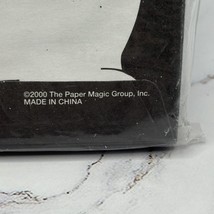 ©2000 The Paper Magic Group, Inc.
MADE IN CHINA